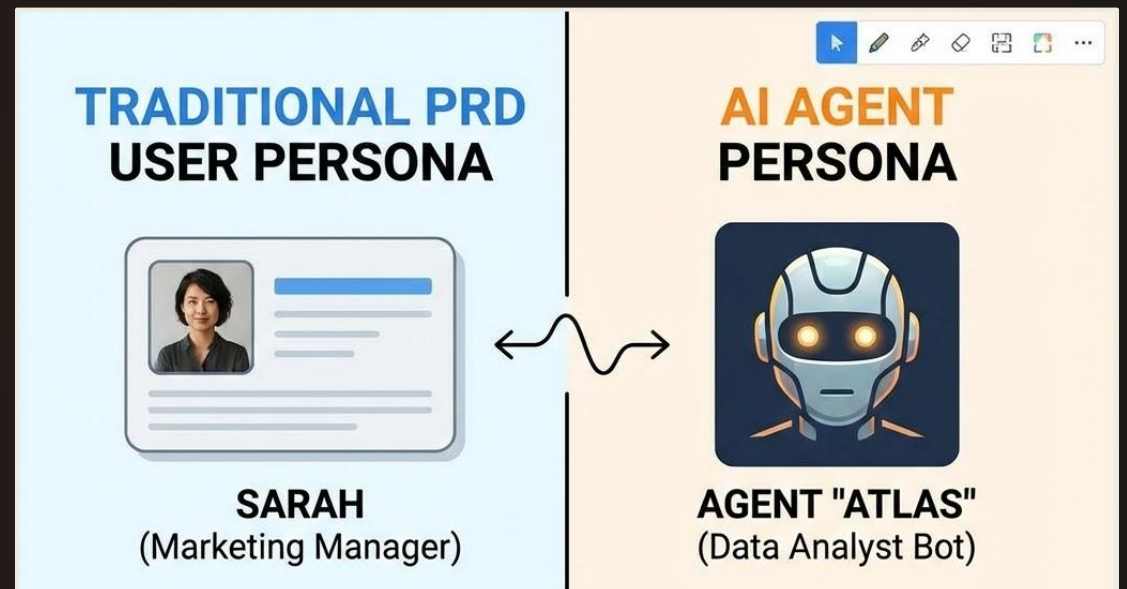 TRADITIONAL PRD
USER PERSONA
SARAH
(Marketing Manager)
AI AGENT
PERSONA
AGENT "ATLAS"
(Data Analyst Bot)